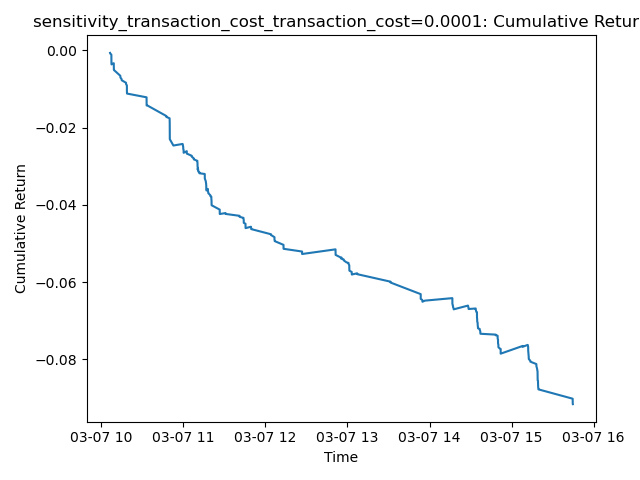 sensitivity_transaction_cost_transaction_cost=0.0001: Cumulative Retur
0.00
−0.02
−0.04
−0.06
−0.08
Cumulative Return
03-07 10 03-07 11 03-07 12 03-07 13 03-07 14 03-07 15 03-07 16
Time